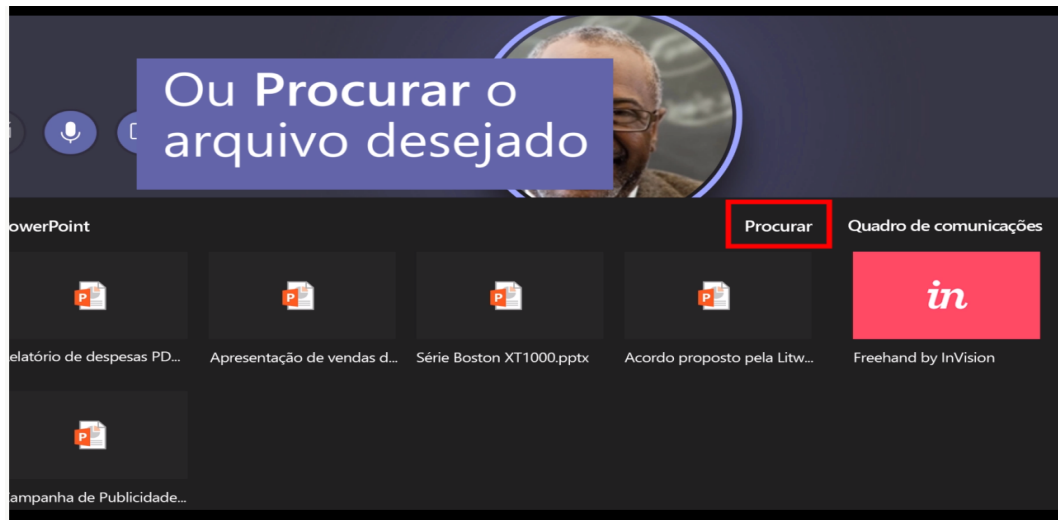 Ou Procurar o
arquivo desejado
owerPoint
Procurar
Quadro de comunicações
in
elatório de despesas PD...
Apresentação de vendas d...
Série Boston XT1000.pptx
Acordo proposto pela Litw...
Freehand by InVision
ampanha de Publicidade...